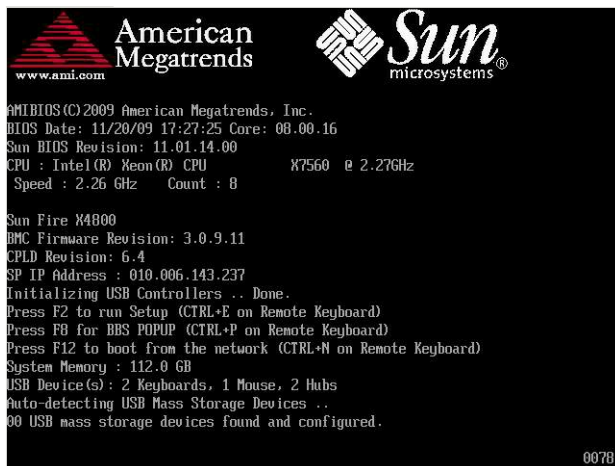 American
Megatrends
www.ami.com
Sun®
microsystems
AMIBIOS(C)2009 American Megatrends, Inc.
BIOS Date: 11/20/09 17:27:25 Core: 08.00.16
Sun BIOS Revision: 11.01.14.00
CPU : Intel(R) Xeon(R) CPU X7560 @ 2.27GHz
Speed : 2.26 GHz Count : 8
Sun Fire X4800
BMC Firmware Revision: 3.0.9.11
CPLD Revision: 6.4
SP IP Address : 010.006.143.237
Initializing USB Controllers .. Done.
Press F2 to run Setup (CTRL+E on Remote Keyboard)
Press F8 for BBS POPUP (CTRL+P on Remote Keyboard)
Press F12 to boot from the network (CTRL+N on Remote Keyboard)
System Memory : 112.0 GB
USB Device(s): 2 Keyboards, 1 Mouse, 2 Hubs
Auto-detecting USB Mass Storage Devices ..
00 USB mass storage devices found and configured.
0078